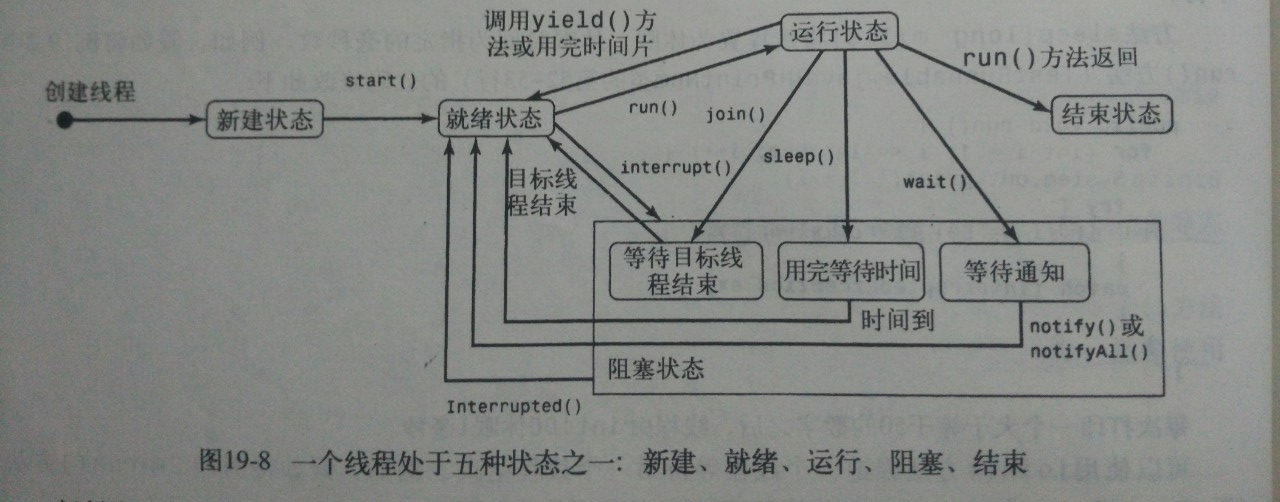 调用yield()方
法或用完时间片
运行状态
run()方法返回
创建线程
start()
新建状态
就绪状态
run()
join()
结束状态
interrupt()
sleep()
wait()
目标线
程结束
等待目标线
程结束
用完等待时间
等待通知
时间到
notify()或
notifyAll()
阻塞状态
Interrupted()
图19-8 一个线程处于五种状态之一：新建、就绪、运行、阻塞、结束